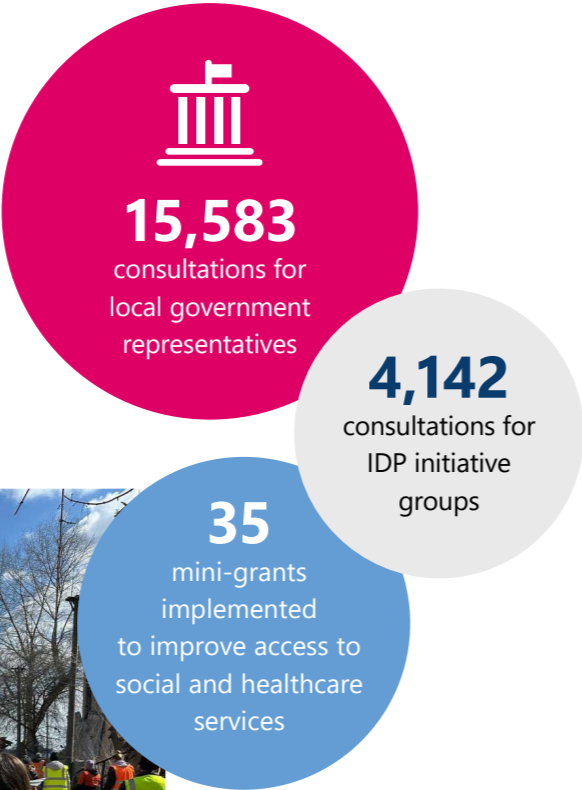 15,583
consultations for
local government
representatives
4,142
consultations for
IDP initiative
groups
35
mini-grants
implemented
to improve access to
social and healthcare
services